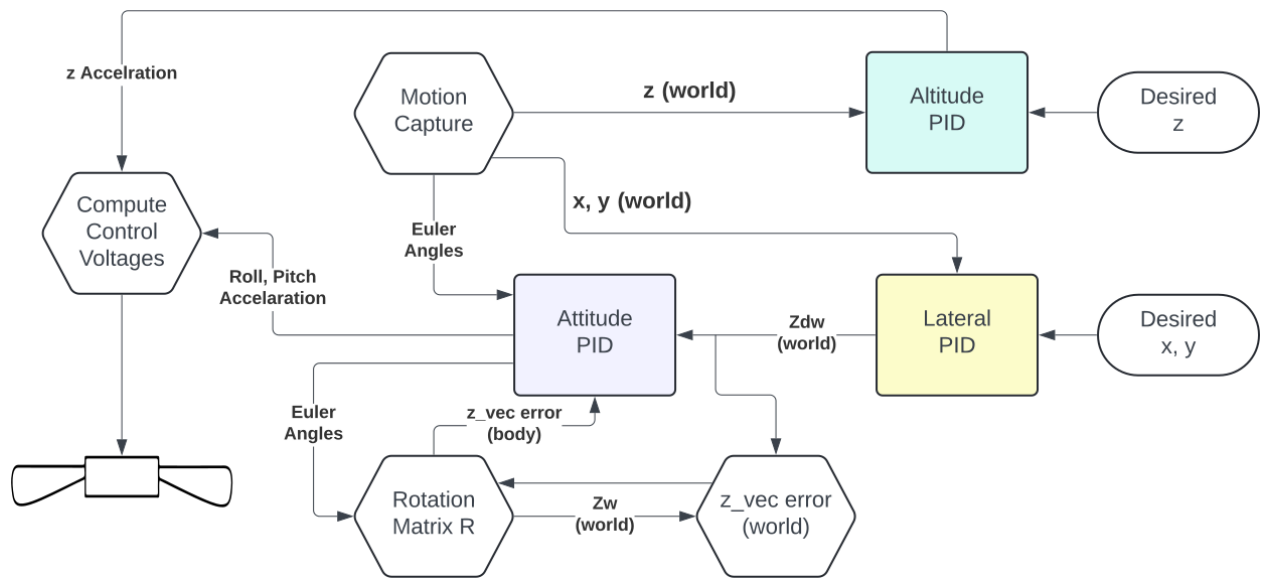 z Accelration
Motion
Capture
z (world)
Altitude
PID
Desired
z
Compute
Control
Voltages
x, y (world)
Euler
Angles
Roll, Pitch
Accelaration
Attitude
PID
Zdw
(world)
Lateral
PID
Desired
x, y
Euler
Angles
z_vec error
(body)
Rotation
Matrix R
Zw
(world)
z_vec error
(world)